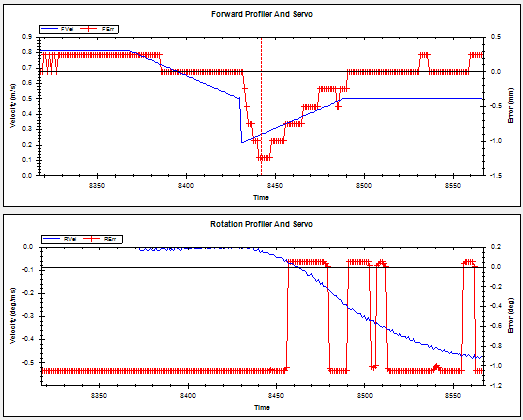 Forward Profiler And Servo
FVel FErr
0.9 0.5
0.8
0.7 0.0
0.6
0.5 -0.5
0.4
0.3 -1.0
0.2
0.1
0.0 -1.5
Velocity (m/s)
Error (mm)
8350 8400 8450 8500 8550
Time
Rotation Profiler And Servo
RVel RErr
0.0 0.2
-0.1 0.0
-0.2 -0.2
-0.3 -0.4
-0.4 -0.6
-0.5 -0.8
-1.0
-1.2
Velocity (deg/ms)
Error (deg)
8350 8400 8450 8500 8550
Time